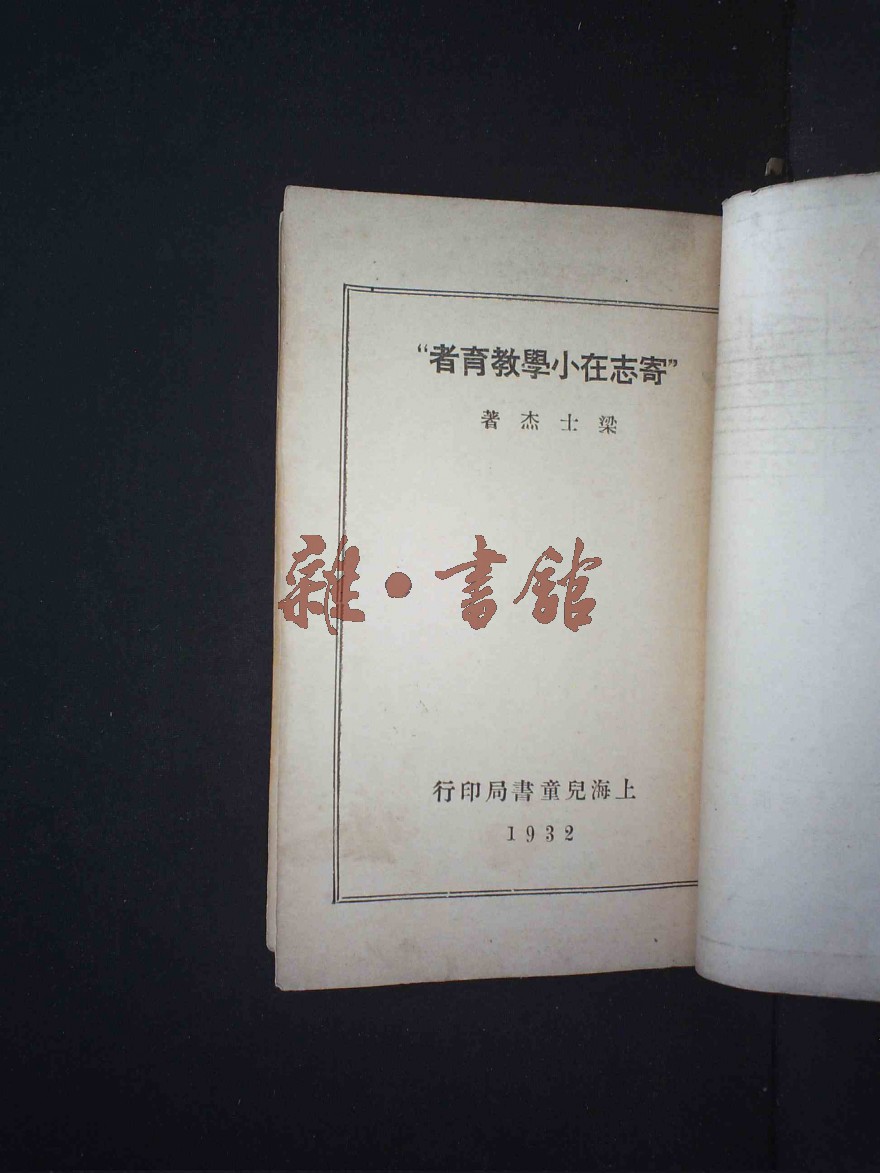 “寄志在小學教育者”
梁士杰著
雜·書館
上海兒童書局印行
1932